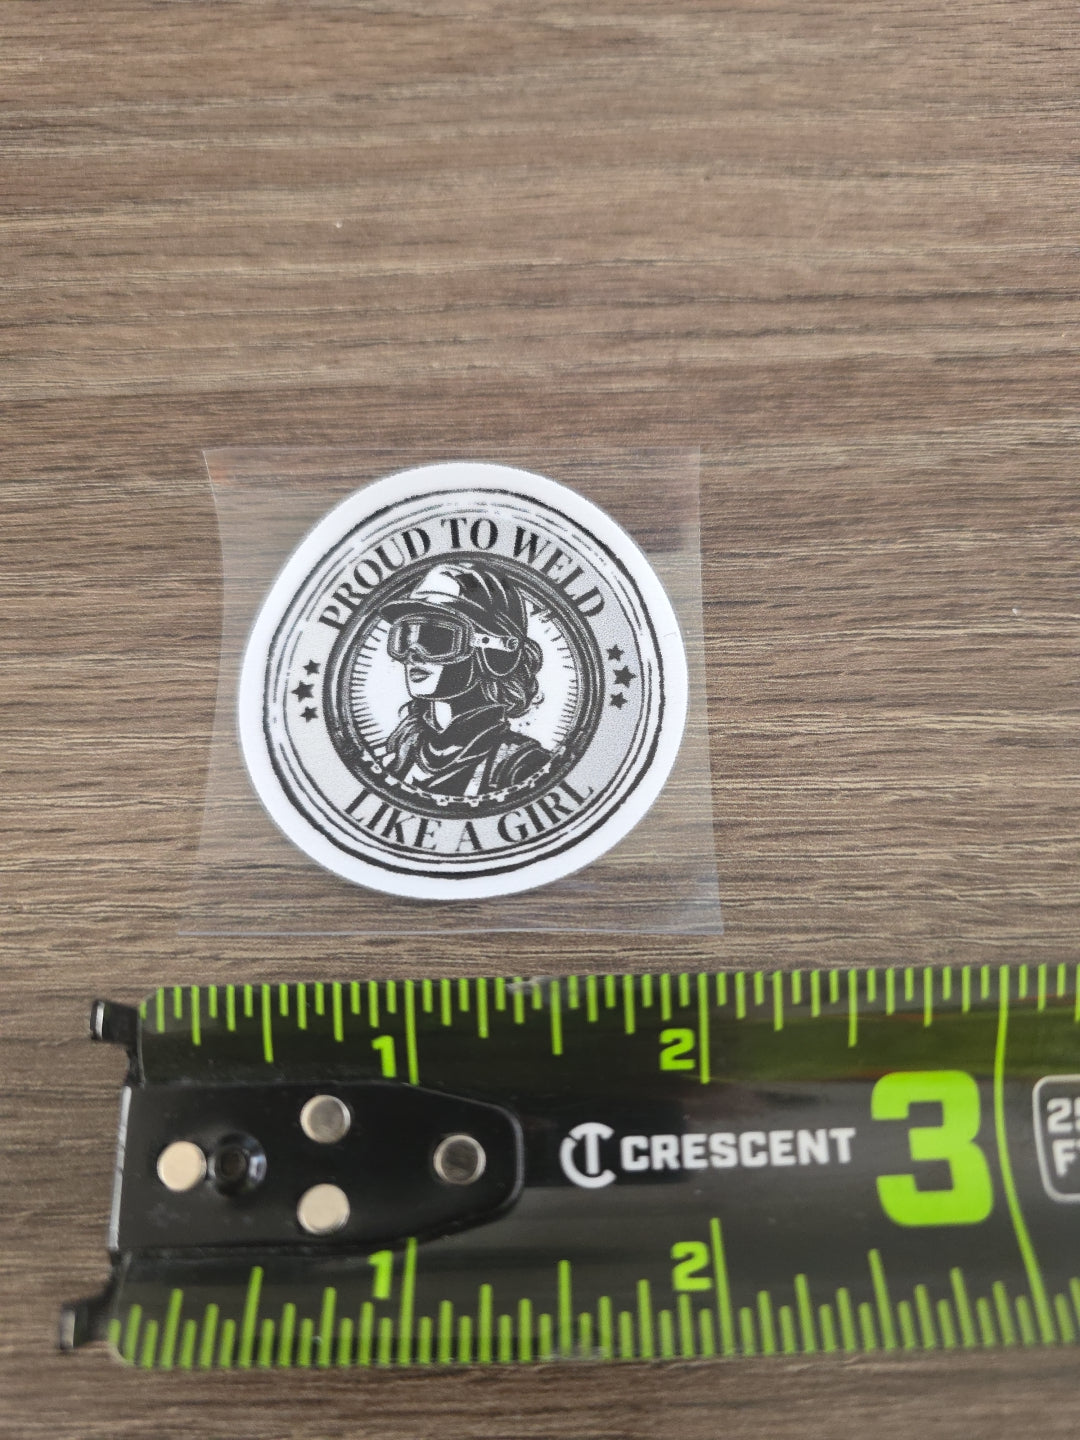 PROUD TO WELD
LIKE A GIRL
1 2
CRESCENT 3
1 2